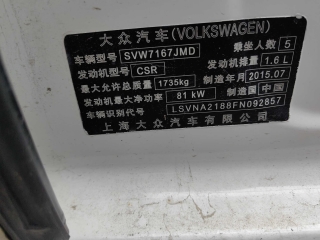 大众汽车(VOLKSWAGEN)
车辆型号 SVW7167JMD 乘坐人数 5
发动机型号 CSR 发动机排量 1.6 L
最大允许总质量 1735kg 制造年月 2015.07
发动机最大净功率 81 kW 制造国 中国
车辆识别代号 LSVNA2188FN092857
上海大众汽车有限公司